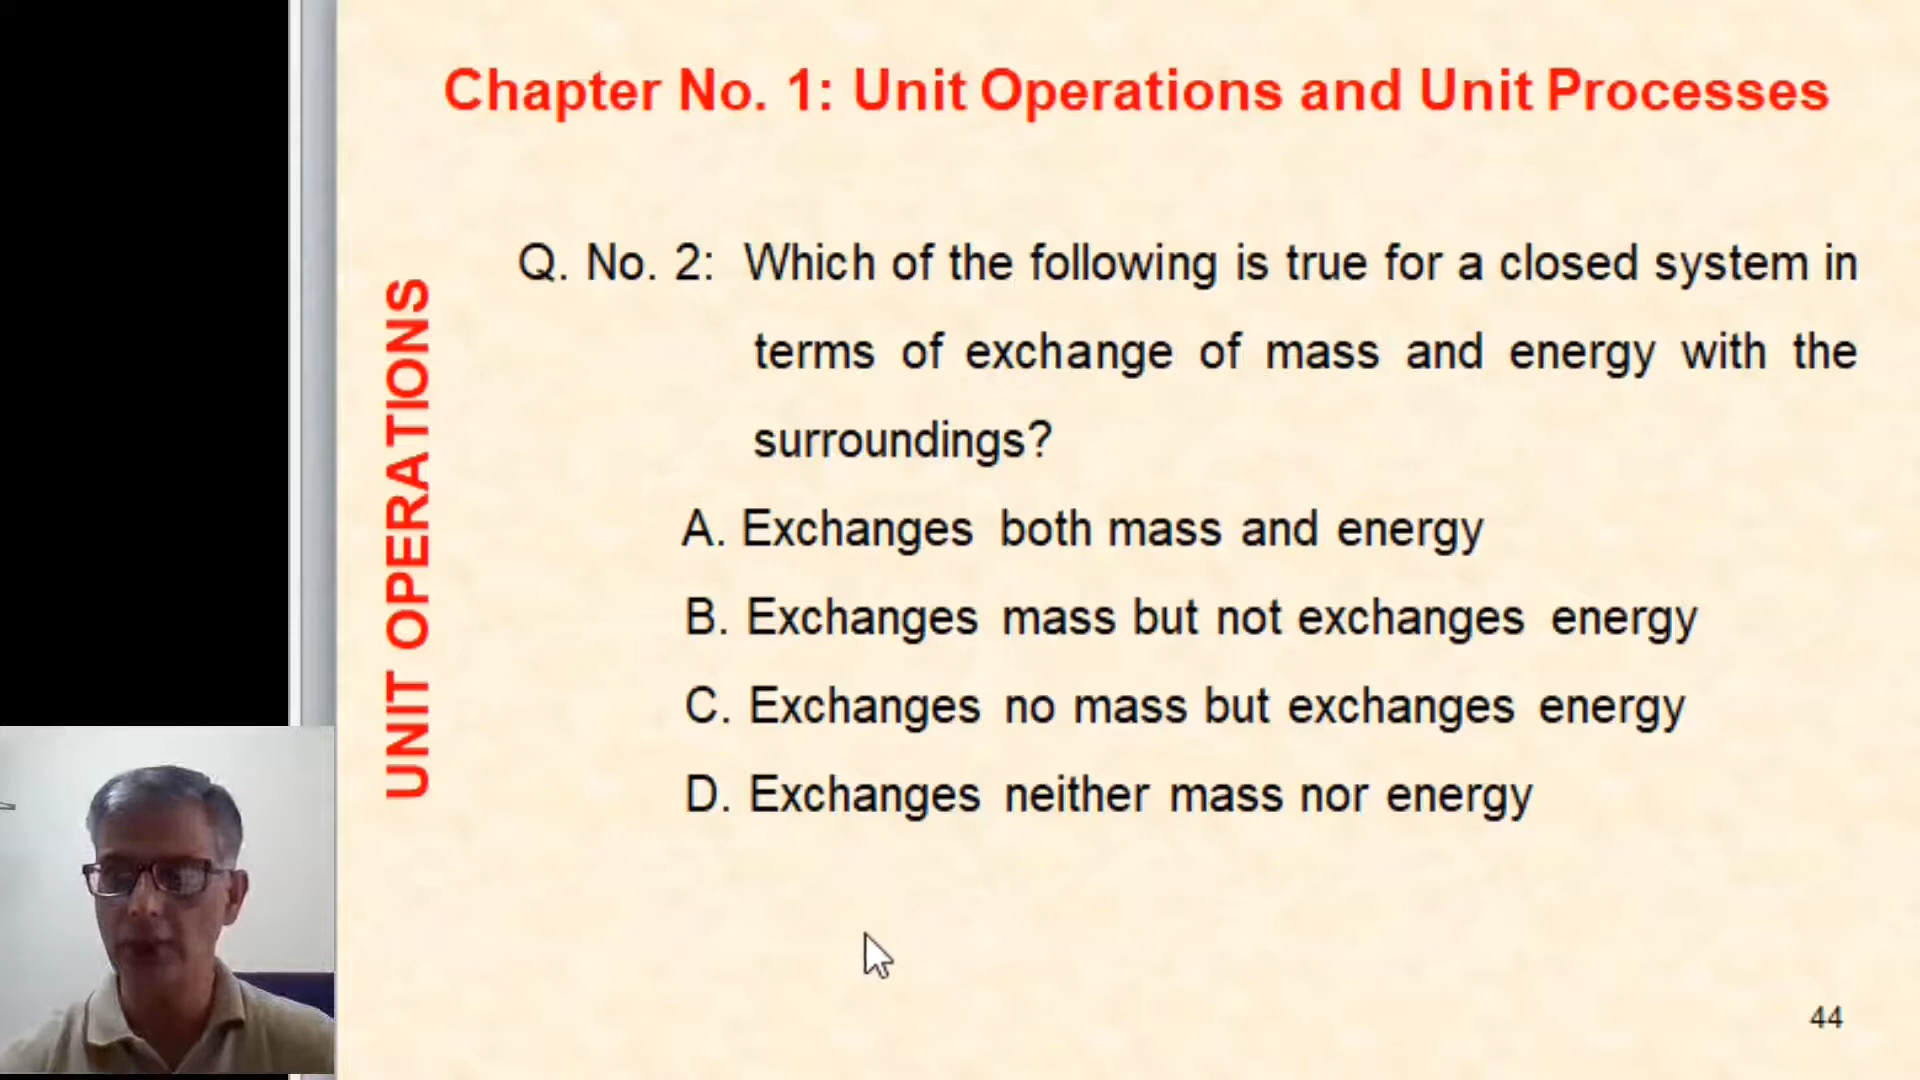 Chapter No. 1: Unit Operations and Unit Processes
UNIT OPERATIONS
Q. No. 2: Which of the following is true for a closed system in
terms of exchange of mass and energy with the
surroundings?
A. Exchanges both mass and energy
B. Exchanges mass but not exchanges energy
C. Exchanges no mass but exchanges energy
D. Exchanges neither mass nor energy
44